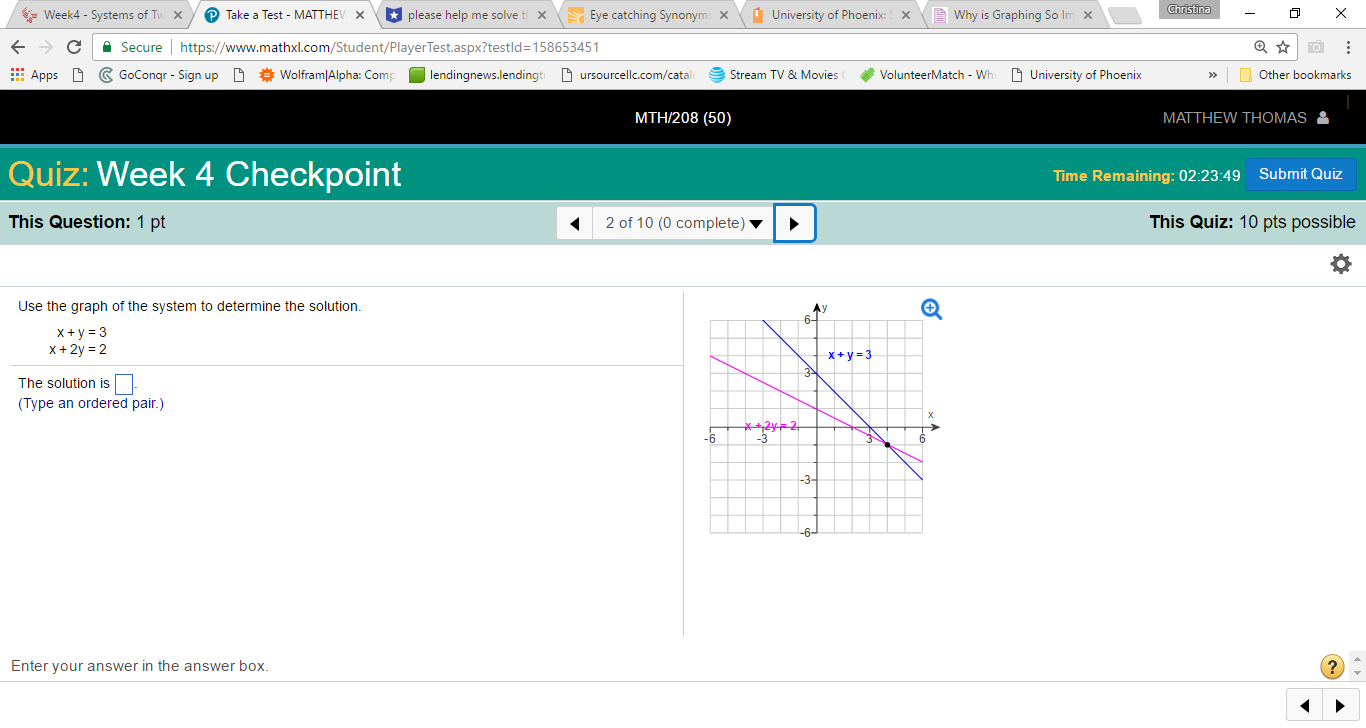 Week4 - Systems of Tw
Take a Test - MATTHEW
please help me solve t
Eye catching Synonym
University of Phoenix:
Why is Graphing So Im
Christina
Secure
https://www.mathxl.com/Student/PlayerTest.aspx?testId=158653451
Apps
GoConqr - Sign up
Wolfram|Alpha: Comp
lendingnews.lendingt
ursourcellc.com/catal
Stream TV & Movies
VolunteerMatch - Wh
University of Phoenix
»
Other bookmarks
MTH/208 (50)
MATTHEW THOMAS
Quiz: Week 4 Checkpoint
Time Remaining: 02:23:49
Submit Quiz
This Question: 1 pt
2 of 10 (0 complete)
This Quiz: 10 pts possible
Use the graph of the system to determine the solution.
x + y = 3
x + 2y = 2
The solution is .
(Type an ordered pair.)
y
6
x + y = 3
3
x
x + 2y = 2
-6
-3
3
6
-3
-6
Enter your answer in the answer box.
?